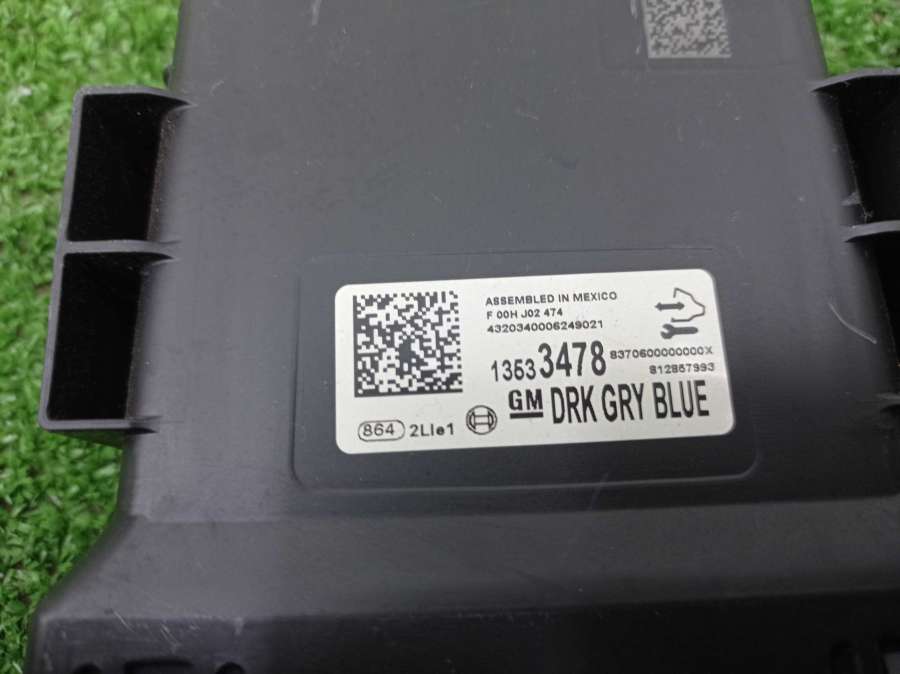 ASSEMBLED IN MEXICO
F 00H J02 474
4320340006249021
13533478 8370600000000X
812857993
GM DRK GRY BLUE
864 2LIe1